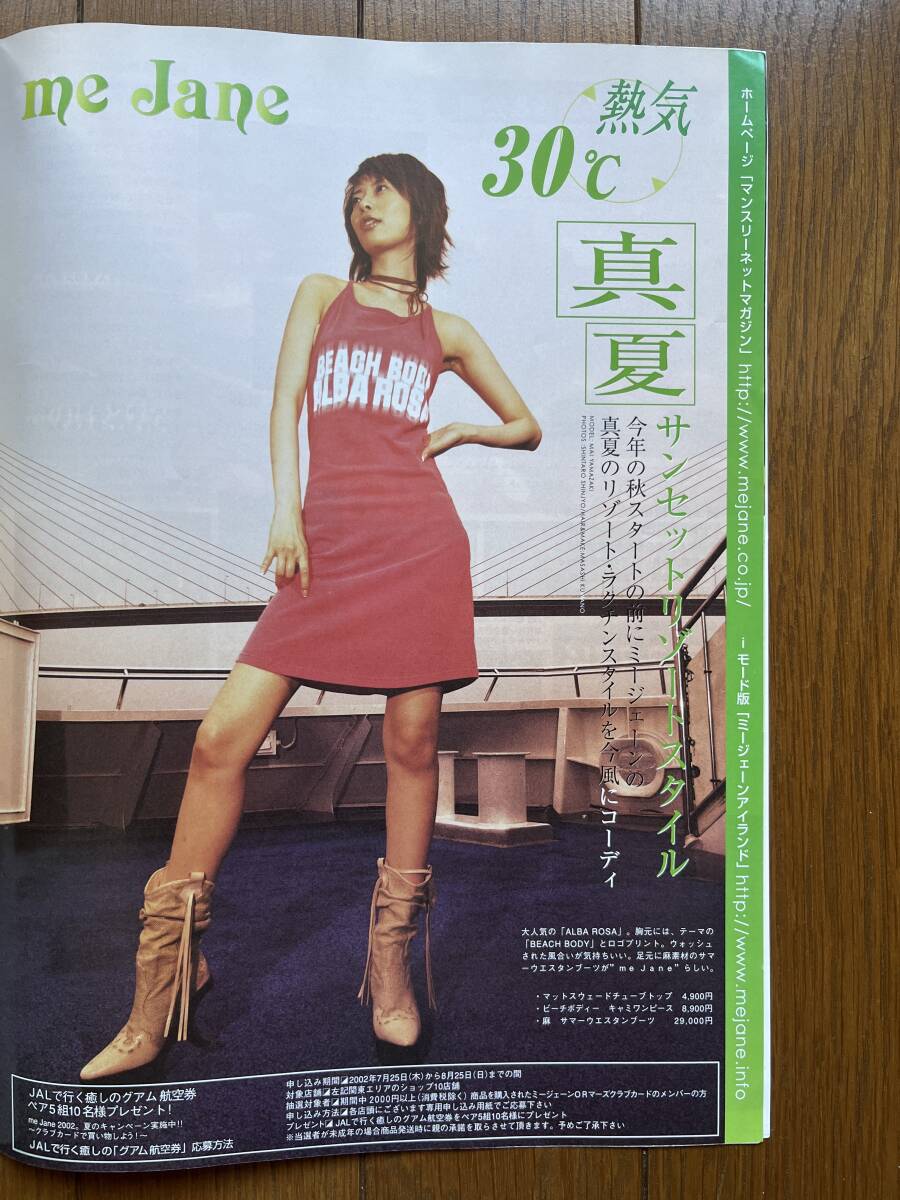 me Jane
熱気
30℃
真夏
サンセットリゾートスタイル
今年の秋スタートの前にミージェーンの
真夏のリゾート・ラクチンスタイルを今風にコーディ
MODEL: MAI YAMAZAKI
PHOTOS :SHINTARO SHINJYO/HAIR&MAKE:MASASHI KUYANO
BEACH BODY
ALBA ROSA
ホームページ「マンスリーネットマガジン」http://www.mejane.co.jp/
i モード版「ミージェーンアイランド」http://www.mejane.info
大人気の「ALBA ROSA」。胸元には、テーマの
「BEACH BODY」とロゴプリント。ウォッシュ
された風合いが気持ちいい。足元に麻素材のサマ
ーウエスタンブーツが"me Jane"らしい。
・マットスウェードチューブトップ 4,900円
・ビーチボディー キャミワンピース 8,900円
・麻 サマーウエスタンブーツ 29,000円
JALで行く癒しのグアム 航空券
ペア5組10名様プレゼント!
me Jane 2002。夏のキャンペーン実施中!!
〜クラブカードで買い物しよう!〜
JALで行く癒しの「グアム航空券」応募方法
申し込み期間◪2002年7月25日(木)から8月25日(日)までの間
対象店舗◪左記関東エリアのショップ10店舗
抽選対象者◪期間中2000円以上(消費税除く)商品を購入されたミージェーンORマーズクラブカードのメンバーの方
申し込み方法◪各店頭にございます専用申し込み用紙でご応募下さい
プレゼント◪JALで行く癒しのグアム航空券をペア5組10名様にプレゼント
※当選者が未成年の場合商品発送時に親の承諾を取らさせて頂きます。予めご了承下さい